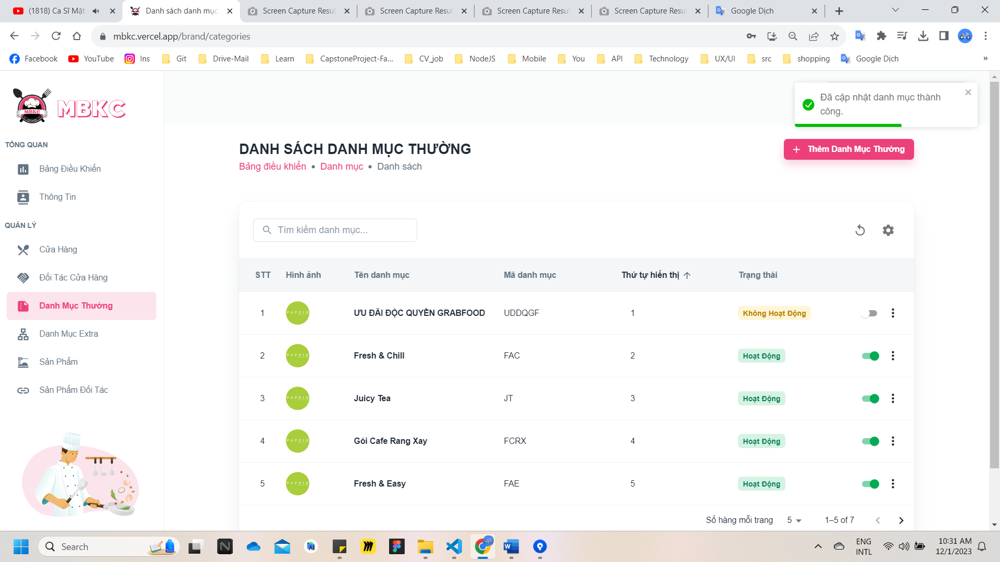 (1818) Ca Sĩ Mặt
Danh sách danh mục
Screen Capture Resul
Screen Capture Resul
Screen Capture Resul
Screen Capture Resul
Google Dịch
mbkc.vercel.app/brand/categories
Facebook
YouTube
Ins
Git
Drive-Mail
Learn
CapstoneProject-Fa...
CV_job
NodeJS
Mobile
You
API
Technology
UX/UI
src
shopping
Google Dịch
»
MBKC
MBKC
Đã cập nhật danh mục thành
công.
TỔNG QUAN
Bảng Điều Khiển
Thông Tin
QUẢN LÝ
Cửa Hàng
Đối Tác Cửa Hàng
Danh Mục Thường
Danh Mục Extra
Sản Phẩm
Sản Phẩm Đối Tác
DANH SÁCH DANH MỤC THƯỜNG
Bảng điều khiển • Danh mục • Danh sách
Thêm Danh Mục Thường
Tìm kiếm danh mục...
STT Hình ảnh Tên danh mục Mã danh mục Thứ tự hiển thị Trạng thái
1 ƯU ĐÃI ĐỘC QUYỀN GRABFOOD UDDQGF 1 Không Hoạt Động
2 Fresh & Chill FAC 2 Hoạt Động
3 Juicy Tea JT 3 Hoạt Động
4 Gói Cafe Rang Xay FCRX 4 Hoạt Động
5 Fresh & Easy FAE 5 Hoạt Động
Số hàng mỗi trang 5 1–5 of 7
Search
ENG
INTL
10:31 AM
12/1/2023